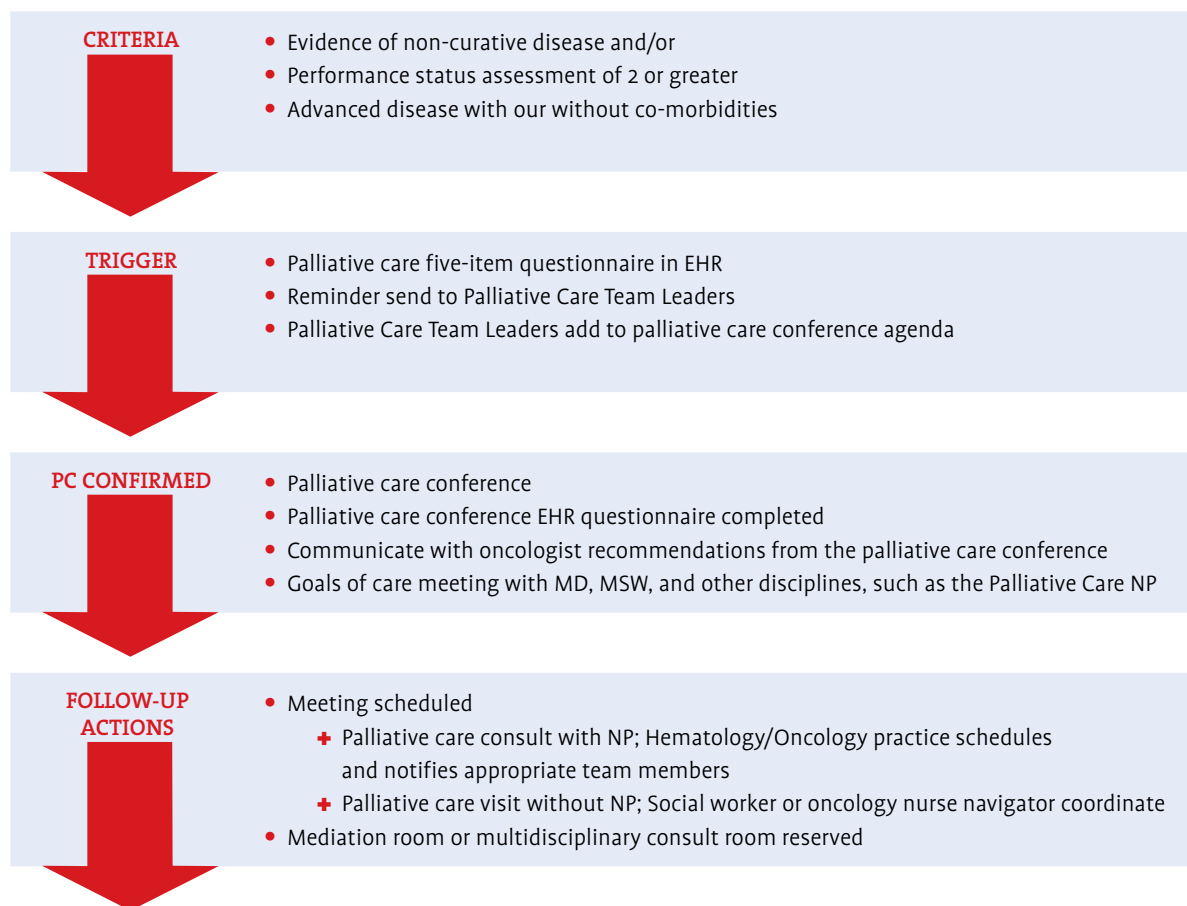 CRITERIA
• Evidence of non-curative disease and/or
• Performance status assessment of 2 or greater
• Advanced disease with our without co-morbidities
TRIGGER
• Palliative care five-item questionnaire in EHR
• Reminder send to Palliative Care Team Leaders
• Palliative Care Team Leaders add to palliative care conference agenda
PC CONFIRMED
• Palliative care conference
• Palliative care conference EHR questionnaire completed
• Communicate with oncologist recommendations from the palliative care conference
• Goals of care meeting with MD, MSW, and other disciplines, such as the Palliative Care NP
FOLLOW-UP
ACTIONS
• Meeting scheduled
+ Palliative care consult with NP; Hematology/Oncology practice schedules
and notifies appropriate team members
+ Palliative care visit without NP; Social worker or oncology nurse navigator coordinate
• Mediation room or multidisciplinary consult room reserved